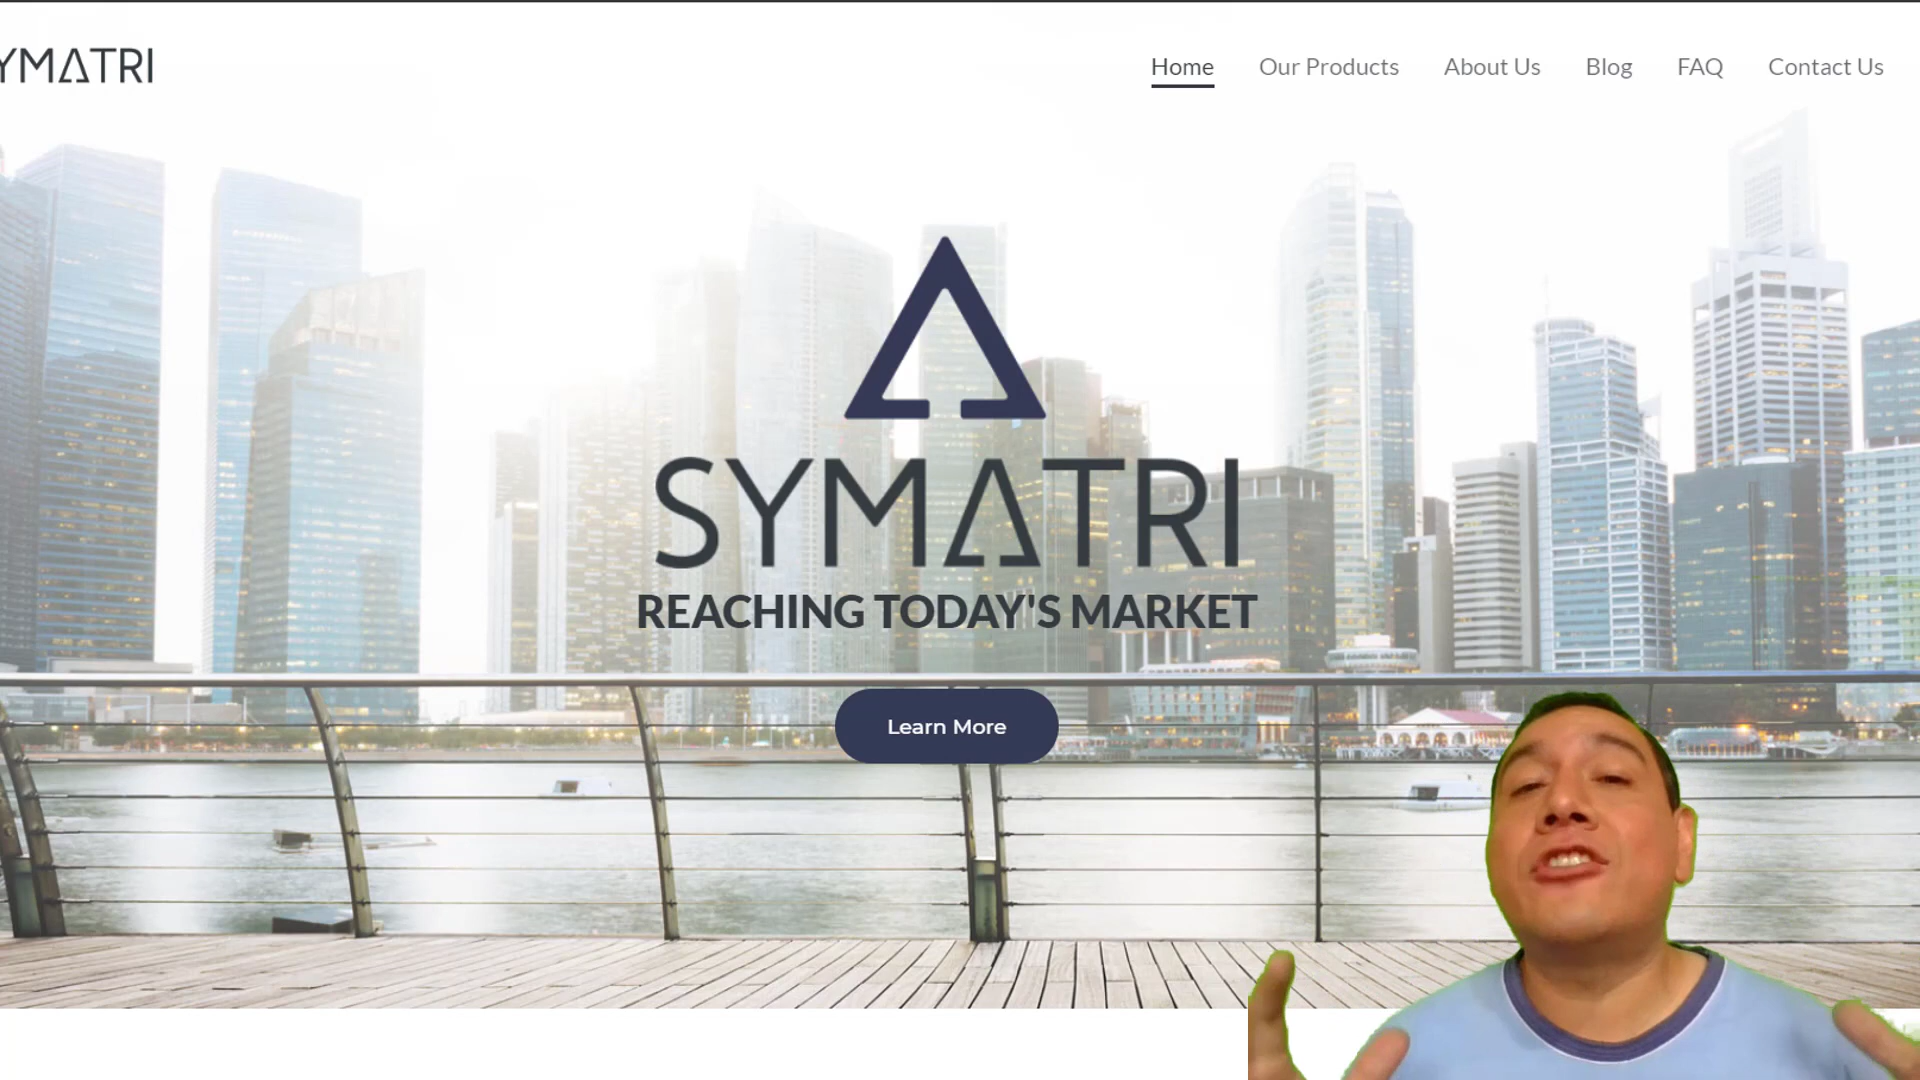 YMATRI
Home Our Products About Us Blog FAQ Contact Us
SYMATRI
REACHING TODAY'S MARKET
Learn More